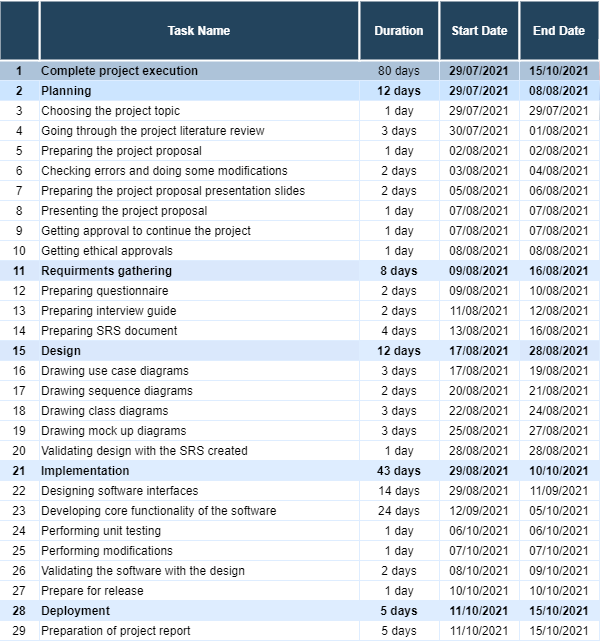 Task Name Duration Start Date End Date
1 Complete project execution 80 days 29/07/2021 15/10/2021
2 Planning 12 days 29/07/2021 08/08/2021
3 Choosing the project topic 1 day 29/07/2021 29/07/2021
4 Going through the project literature review 3 days 30/07/2021 01/08/2021
5 Preparing the project proposal 1 day 02/08/2021 02/08/2021
6 Checking errors and doing some modifications 2 days 03/08/2021 04/08/2021
7 Preparing the project proposal presentation slides 2 days 05/08/2021 06/08/2021
8 Presenting the project proposal 1 day 07/08/2021 07/08/2021
9 Getting approval to continue the project 1 day 07/08/2021 07/08/2021
10 Getting ethical approvals 1 day 08/08/2021 08/08/2021
11 Requirments gathering 8 days 09/08/2021 16/08/2021
12 Preparing questionnaire 2 days 09/08/2021 10/08/2021
13 Preparing interview guide 2 days 11/08/2021 12/08/2021
14 Preparing SRS document 4 days 13/08/2021 16/08/2021
15 Design 12 days 17/08/2021 28/08/2021
16 Drawing use case diagrams 3 days 17/08/2021 19/08/2021
17 Drawing sequence diagrams 2 days 20/08/2021 21/08/2021
18 Drawing class diagrams 3 days 22/08/2021 24/08/2021
19 Drawing mock up diagrams 3 days 25/08/2021 27/08/2021
20 Validating design with the SRS created 1 day 28/08/2021 28/08/2021
21 Implementation 43 days 29/08/2021 10/10/2021
22 Designing software interfaces 14 days 29/08/2021 11/09/2021
23 Developing core functionality of the software 24 days 12/09/2021 05/10/2021
24 Performing unit testing 1 day 06/10/2021 06/10/2021
25 Performing modifications 1 day 07/10/2021 07/10/2021
26 Validating the software with the design 2 days 08/10/2021 09/10/2021
27 Prepare for release 1 day 10/10/2021 10/10/2021
28 Deployment 5 days 11/10/2021 15/10/2021
29 Preparation of project report 5 days 11/10/2021 15/10/2021